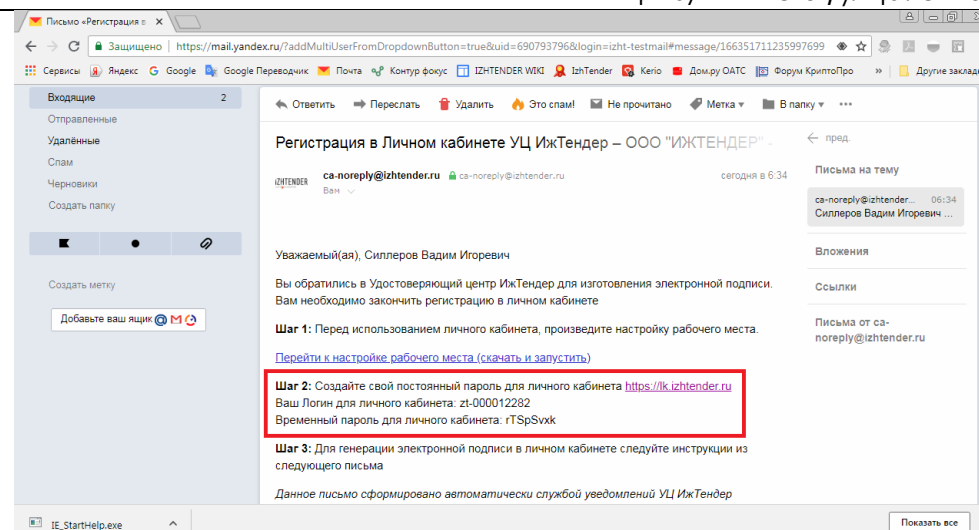 Письмо «Регистрация в
Защищено | https://mail.yandex.ru/?addMultiUserFromDropdownButton=true&uid=690793796&login=izht-testmail#message/166351711235997699
Сервисы Яндекс Google Google Переводчик Почта Контур фокус IZHTENDER WIKI IzhTender Kerio Дом.ру ОАТС Форум КриптоПро » Другие заклад
Входящие 2
Отправленные
Удалённые
Спам
Черновики
Создать папку
Создать метку
Добавьте ваш ящик
Ответить Переслать Удалить Это спам! Не прочитано Метка В папку
Регистрация в Личном кабинете УЦ ИжТендер – ООО "ИЖТЕНДЕР" -
IZHTENDER
ca-noreply@izhtender.ru ca-noreply@izhtender.ru сегодня в 6:34
Вам
Уважаемый(ая), Силлеров Вадим Игоревич
Вы обратились в Удостоверяющий центр ИжТендер для изготовления электронной подписи.
Вам необходимо закончить регистрацию в личном кабинете
Шаг 1: Перед использованием личного кабинета, произведите настройку рабочего места.
Перейти к настройке рабочего места (скачать и запустить)
Шаг 2: Создайте свой постоянный пароль для личного кабинета https://lk.izhtender.ru
Ваш Логин для личного кабинета: zt-000012282
Временный пароль для личного кабинета: rTSpSvxk
Шаг 3: Для генерации электронной подписи в личном кабинете следуйте инструкции из
следующего письма
Данное письмо сформировано автоматически службой уведомлений УЦ ИжТендер
пред.
Письма на тему
ca-noreply@izhtender... 06:34
Силлеров Вадим Игоревич ...
Вложения
Ссылки
Письма от ca-
noreply@izhtender.ru
IE_StartHelp.exe
Показать все